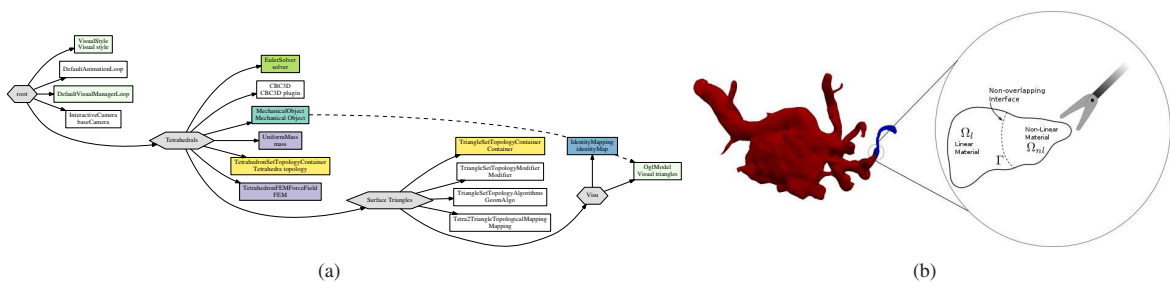 VisualStyle
Visual style
DefaultAnimationLoop
root
DefaultVisualManagerLoop
InteractiveCamera
baseCamera
EulerSolver
solver
CBC3D
CBC3D plugin
MechanicalObject
Mechanical Object
Tetrahedrals
UniformMass
mass
TetrahedronSetTopologyContainer
Tetrahedra topology
TetrahedronFEMForceField
FEM
TriangleSetTopologyContainer
Container
TriangleSetTopologyModifier
Modifier
Surface Triangles
TriangleSetTopologyAlgorithms
GeomAlgo
Tetra2TriangleTopologicalMapping
Mapping
IdentityMapping
identityMap
OglModel
Visual triangles
Visu
(a)
Non-overlapping
Interface
Ωl
Linear
Material
Γ
Non-Linear
Material
Ωnl
(b)